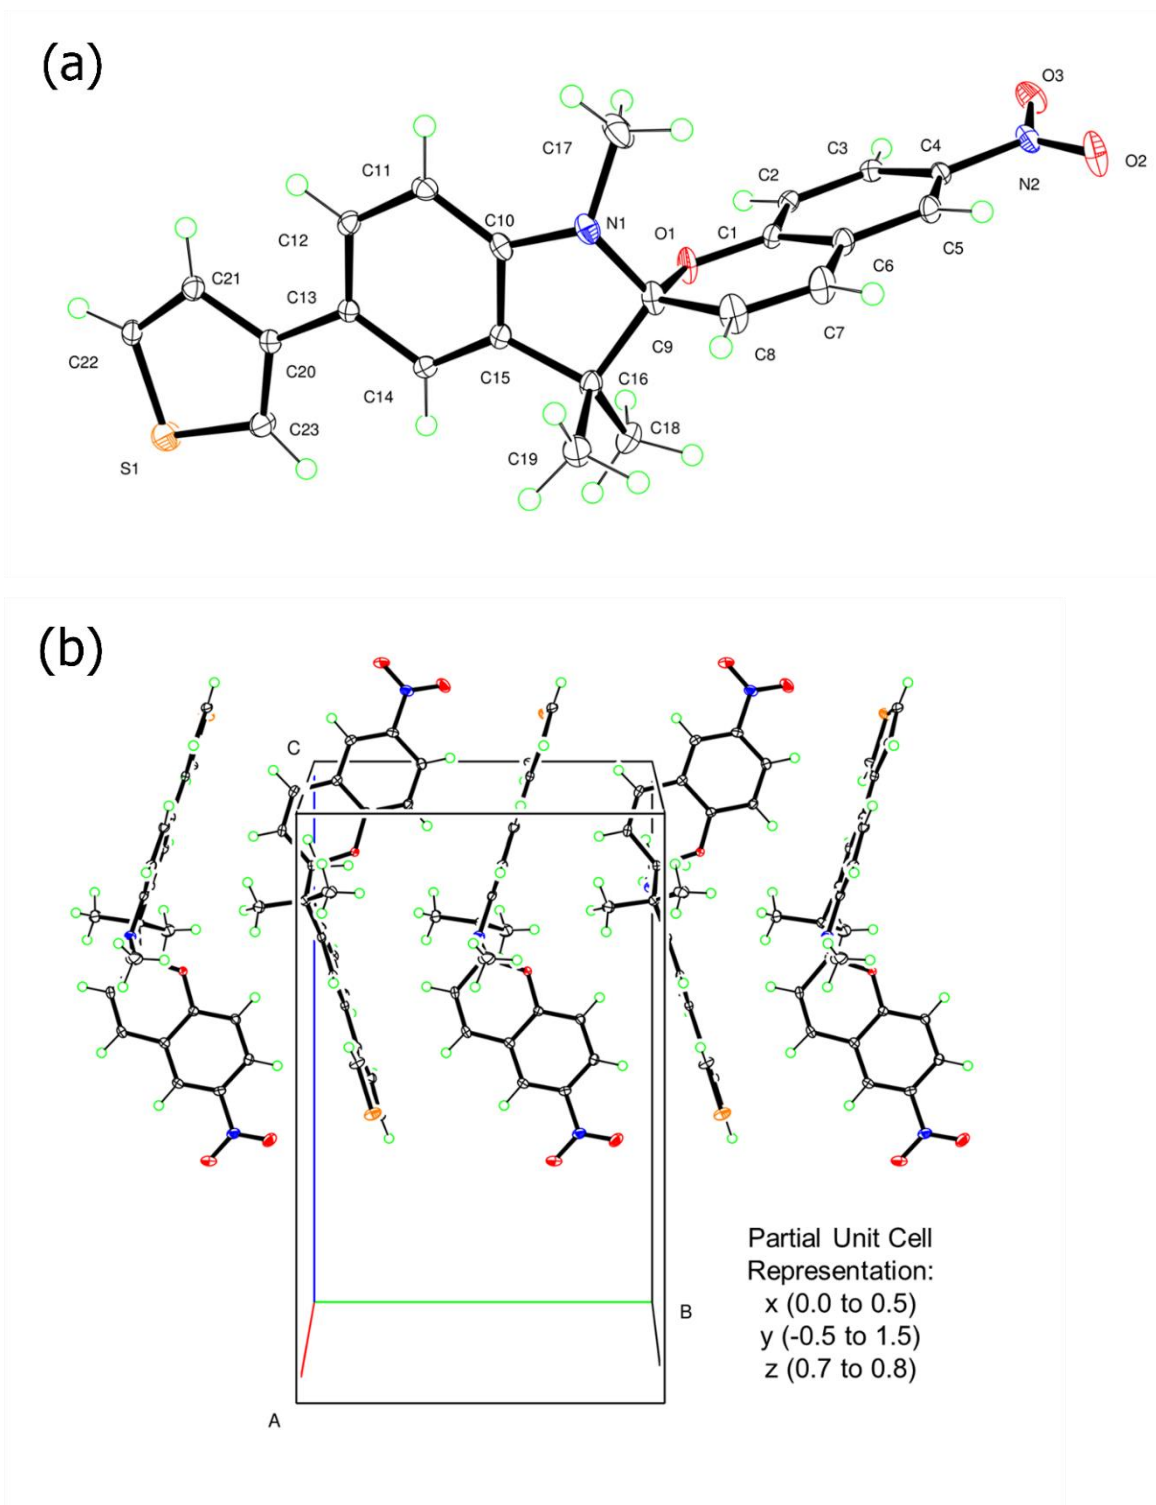 (a)
O3
C17
C3
C4
O2
C11
C2
N2
C10
N1
O1
C1
C12
C5
C21
C6
C13
C7
C22
C20
C9
C8
C15
C16
C14
C23
C18
C19
S1
(b)
C
Partial Unit Cell
Representation:
x (0.0 to 0.5)
B
y (-0.5 to 1.5)
z (0.7 to 0.8)
A